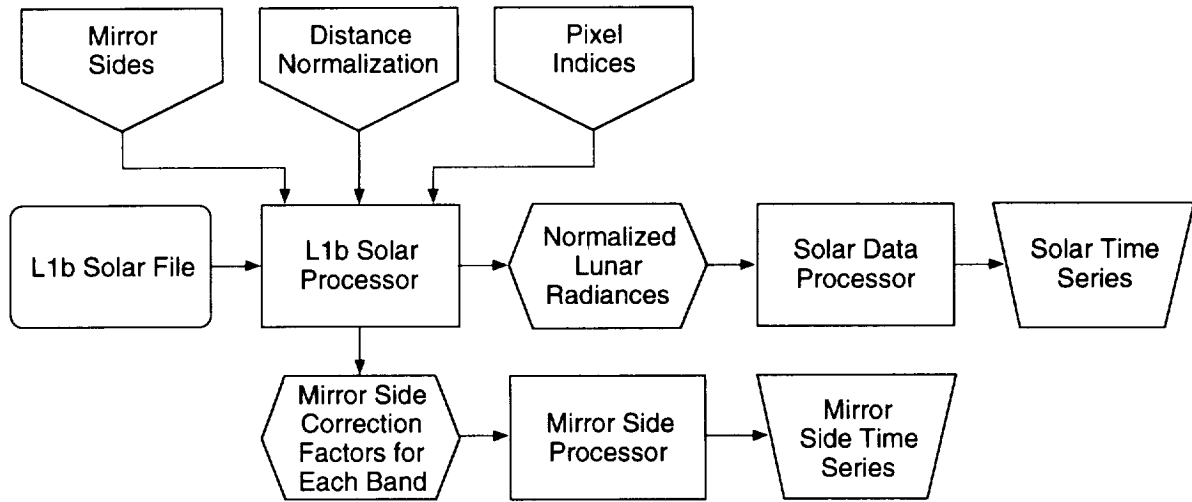 Mirror
Sides
Distance
Normalization
Pixel
Indices
L1b Solar File
L1b Solar
Processor
Normalized
Lunar
Radiances
Solar Data
Processor
Solar Time
Series
Mirror Side
Correction
Factors for
Each Band
Mirror Side
Processor
Mirror
Side Time
Series